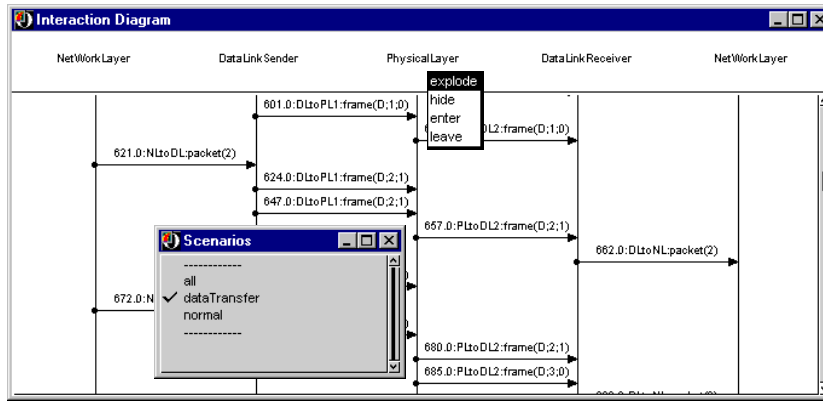 Interaction Diagram
NetWorkLayer DataLinkSender PhysicalLayer DataLinkReceiver NetWorkLayer
explode
hide
enter
leave
601.0:DLtoPL1:frame(D;1;0)
DL2:frame(D;1;0)
621.0:NLtoDL:packet(2)
624.0:DLtoPL1:frame(D;2;1)
647.0:DLtoPL1:frame(D;2;1)
657.0:PLtoDL2:frame(D;2;1)
662.0:DLtoNL:packet(2)
672.0:N
Scenarios
------------
all
✓ dataTransfer
normal
------------
680.0:PLtoDL2:frame(D;2;1)
685.0:PLtoDL2:frame(D;3;0)